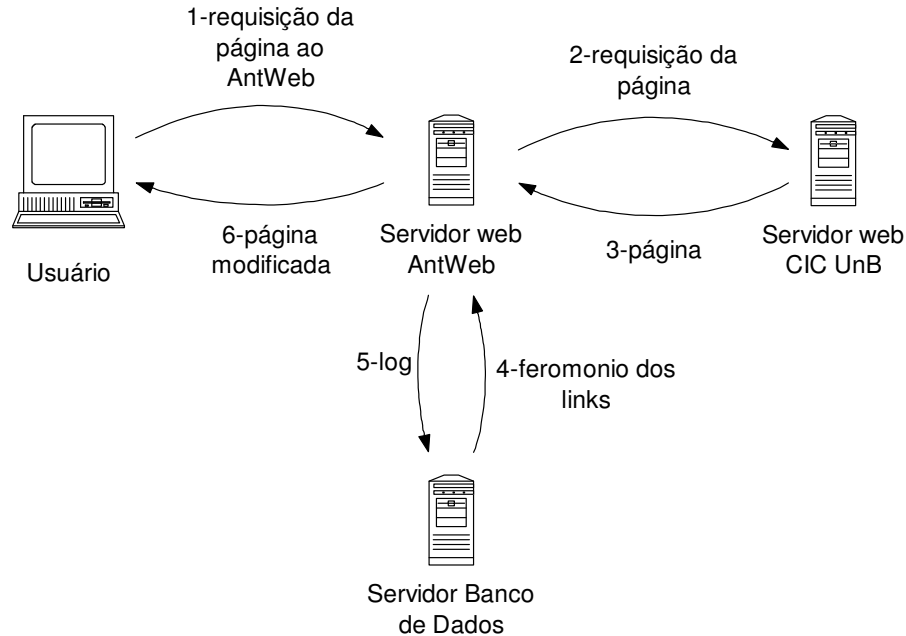 1-requisição da
página ao
AntWeb
2-requisição da
página
6-página
modificada
Servidor web
AntWeb
3-página
Servidor web
CIC UnB
Usuário
5-log
4-feromonio dos
links
Servidor Banco
de Dados